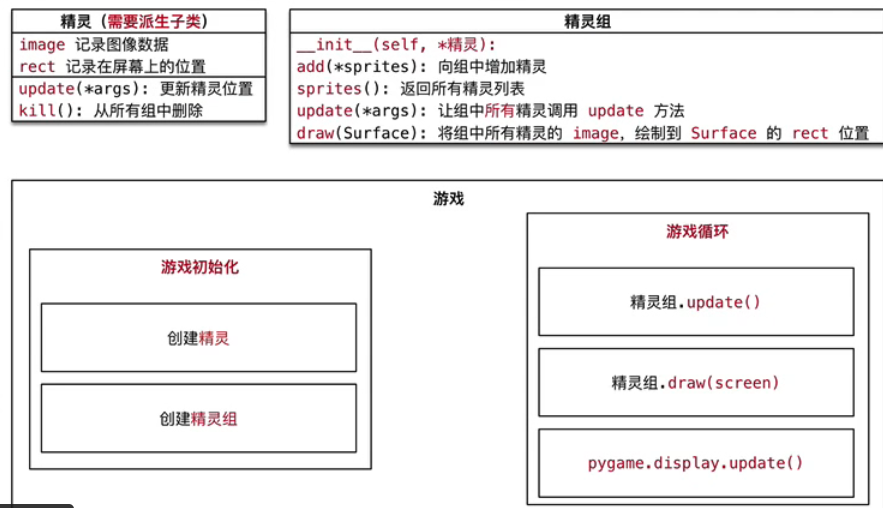 精灵（需要派生子类）
image 记录图像数据
rect 记录在屏幕上的位置
update(*args): 更新精灵位置
kill(): 从所有组中删除
精灵组
__init__(self, *精灵):
add(*sprites): 向组中增加精灵
sprites(): 返回所有精灵列表
update(*args): 让组中所有精灵调用 update 方法
draw(Surface): 将组中所有精灵的 image，绘制到 Surface 的 rect 位置
游戏
游戏初始化
创建精灵
创建精灵组
游戏循环
精灵组.update()
精灵组.draw(screen)
pygame.display.update()